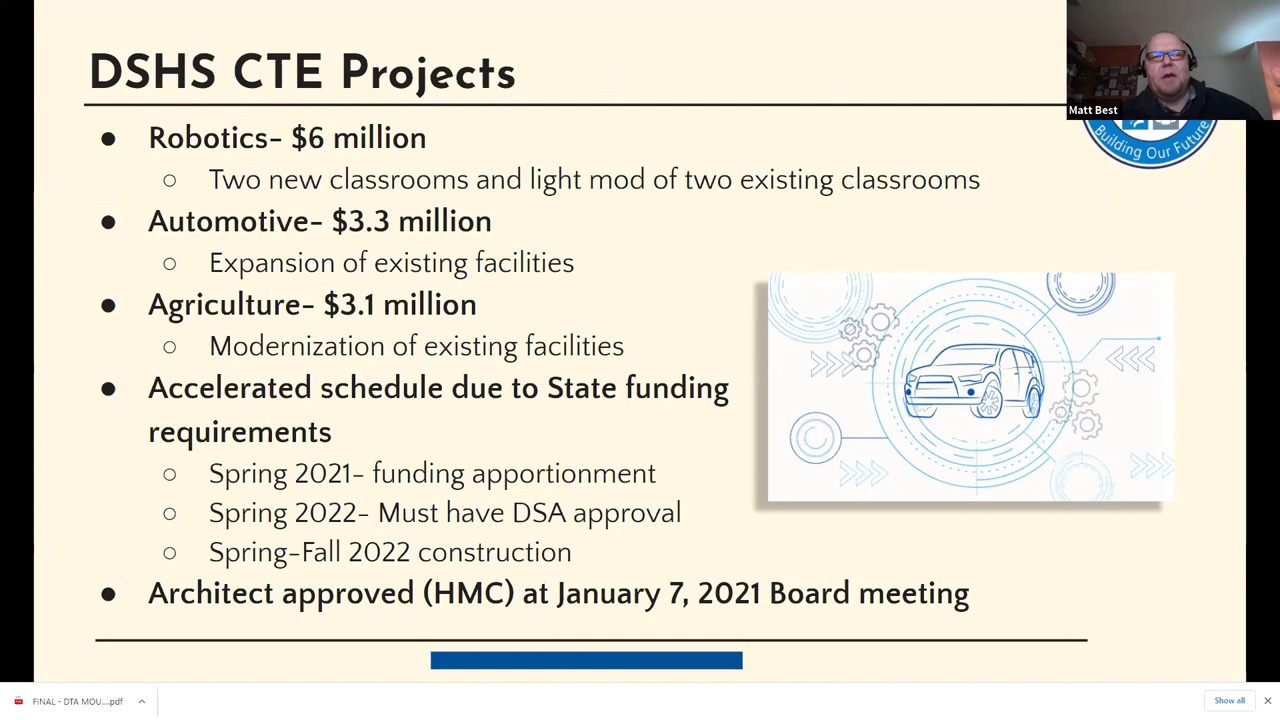 DSHS CTE Projects
Matt Best
Building Our Future
● Robotics- $6 million
○ Two new classrooms and light mod of two existing classrooms
● Automotive- $3.3 million
○ Expansion of existing facilities
● Agriculture- $3.1 million
○ Modernization of existing facilities
● Accelerated schedule due to State funding
requirements
○ Spring 2021- funding apportionment
○ Spring 2022- Must have DSA approval
○ Spring-Fall 2022 construction
● Architect approved (HMC) at January 7, 2021 Board meeting
FINAL - DTA MOU....pdf
Show all